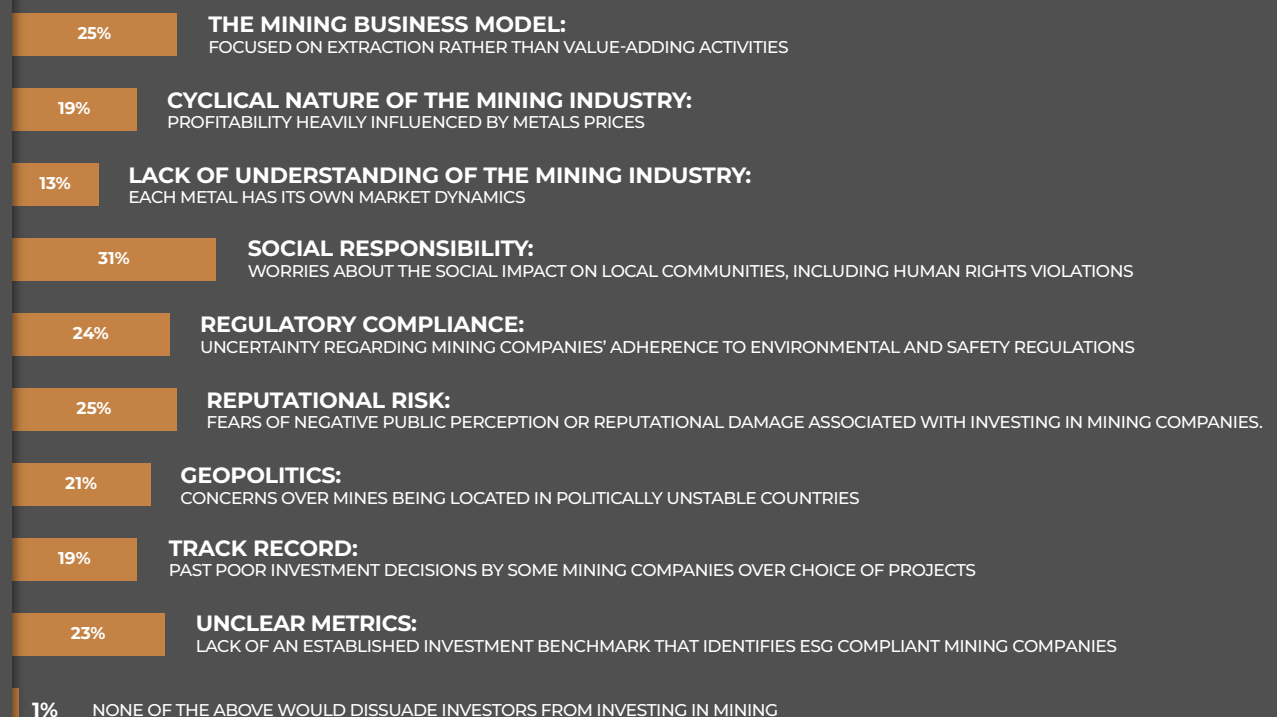 25%
THE MINING BUSINESS MODEL:
FOCUSED ON EXTRACTION RATHER THAN VALUE-ADDING ACTIVITIES
19%
CYCLICAL NATURE OF THE MINING INDUSTRY:
PROFITABILITY HEAVILY INFLUENCED BY METALS PRICES
13%
LACK OF UNDERSTANDING OF THE MINING INDUSTRY:
EACH METAL HAS ITS OWN MARKET DYNAMICS
31%
SOCIAL RESPONSIBILITY:
WORRIES ABOUT THE SOCIAL IMPACT ON LOCAL COMMUNITIES, INCLUDING HUMAN RIGHTS VIOLATIONS
24%
REGULATORY COMPLIANCE:
UNCERTAINTY REGARDING MINING COMPANIES’ ADHERENCE TO ENVIRONMENTAL AND SAFETY REGULATIONS
25%
REPUTATIONAL RISK:
FEARS OF NEGATIVE PUBLIC PERCEPTION OR REPUTATIONAL DAMAGE ASSOCIATED WITH INVESTING IN MINING COMPANIES.
21%
GEOPOLITICS:
CONCERNS OVER MINES BEING LOCATED IN POLITICALLY UNSTABLE COUNTRIES
19%
TRACK RECORD:
PAST POOR INVESTMENT DECISIONS BY SOME MINING COMPANIES OVER CHOICE OF PROJECTS
23%
UNCLEAR METRICS:
LACK OF AN ESTABLISHED INVESTMENT BENCHMARK THAT IDENTIFIES ESG COMPLIANT MINING COMPANIES
1% NONE OF THE ABOVE WOULD DISSUADE INVESTORS FROM INVESTING IN MINING